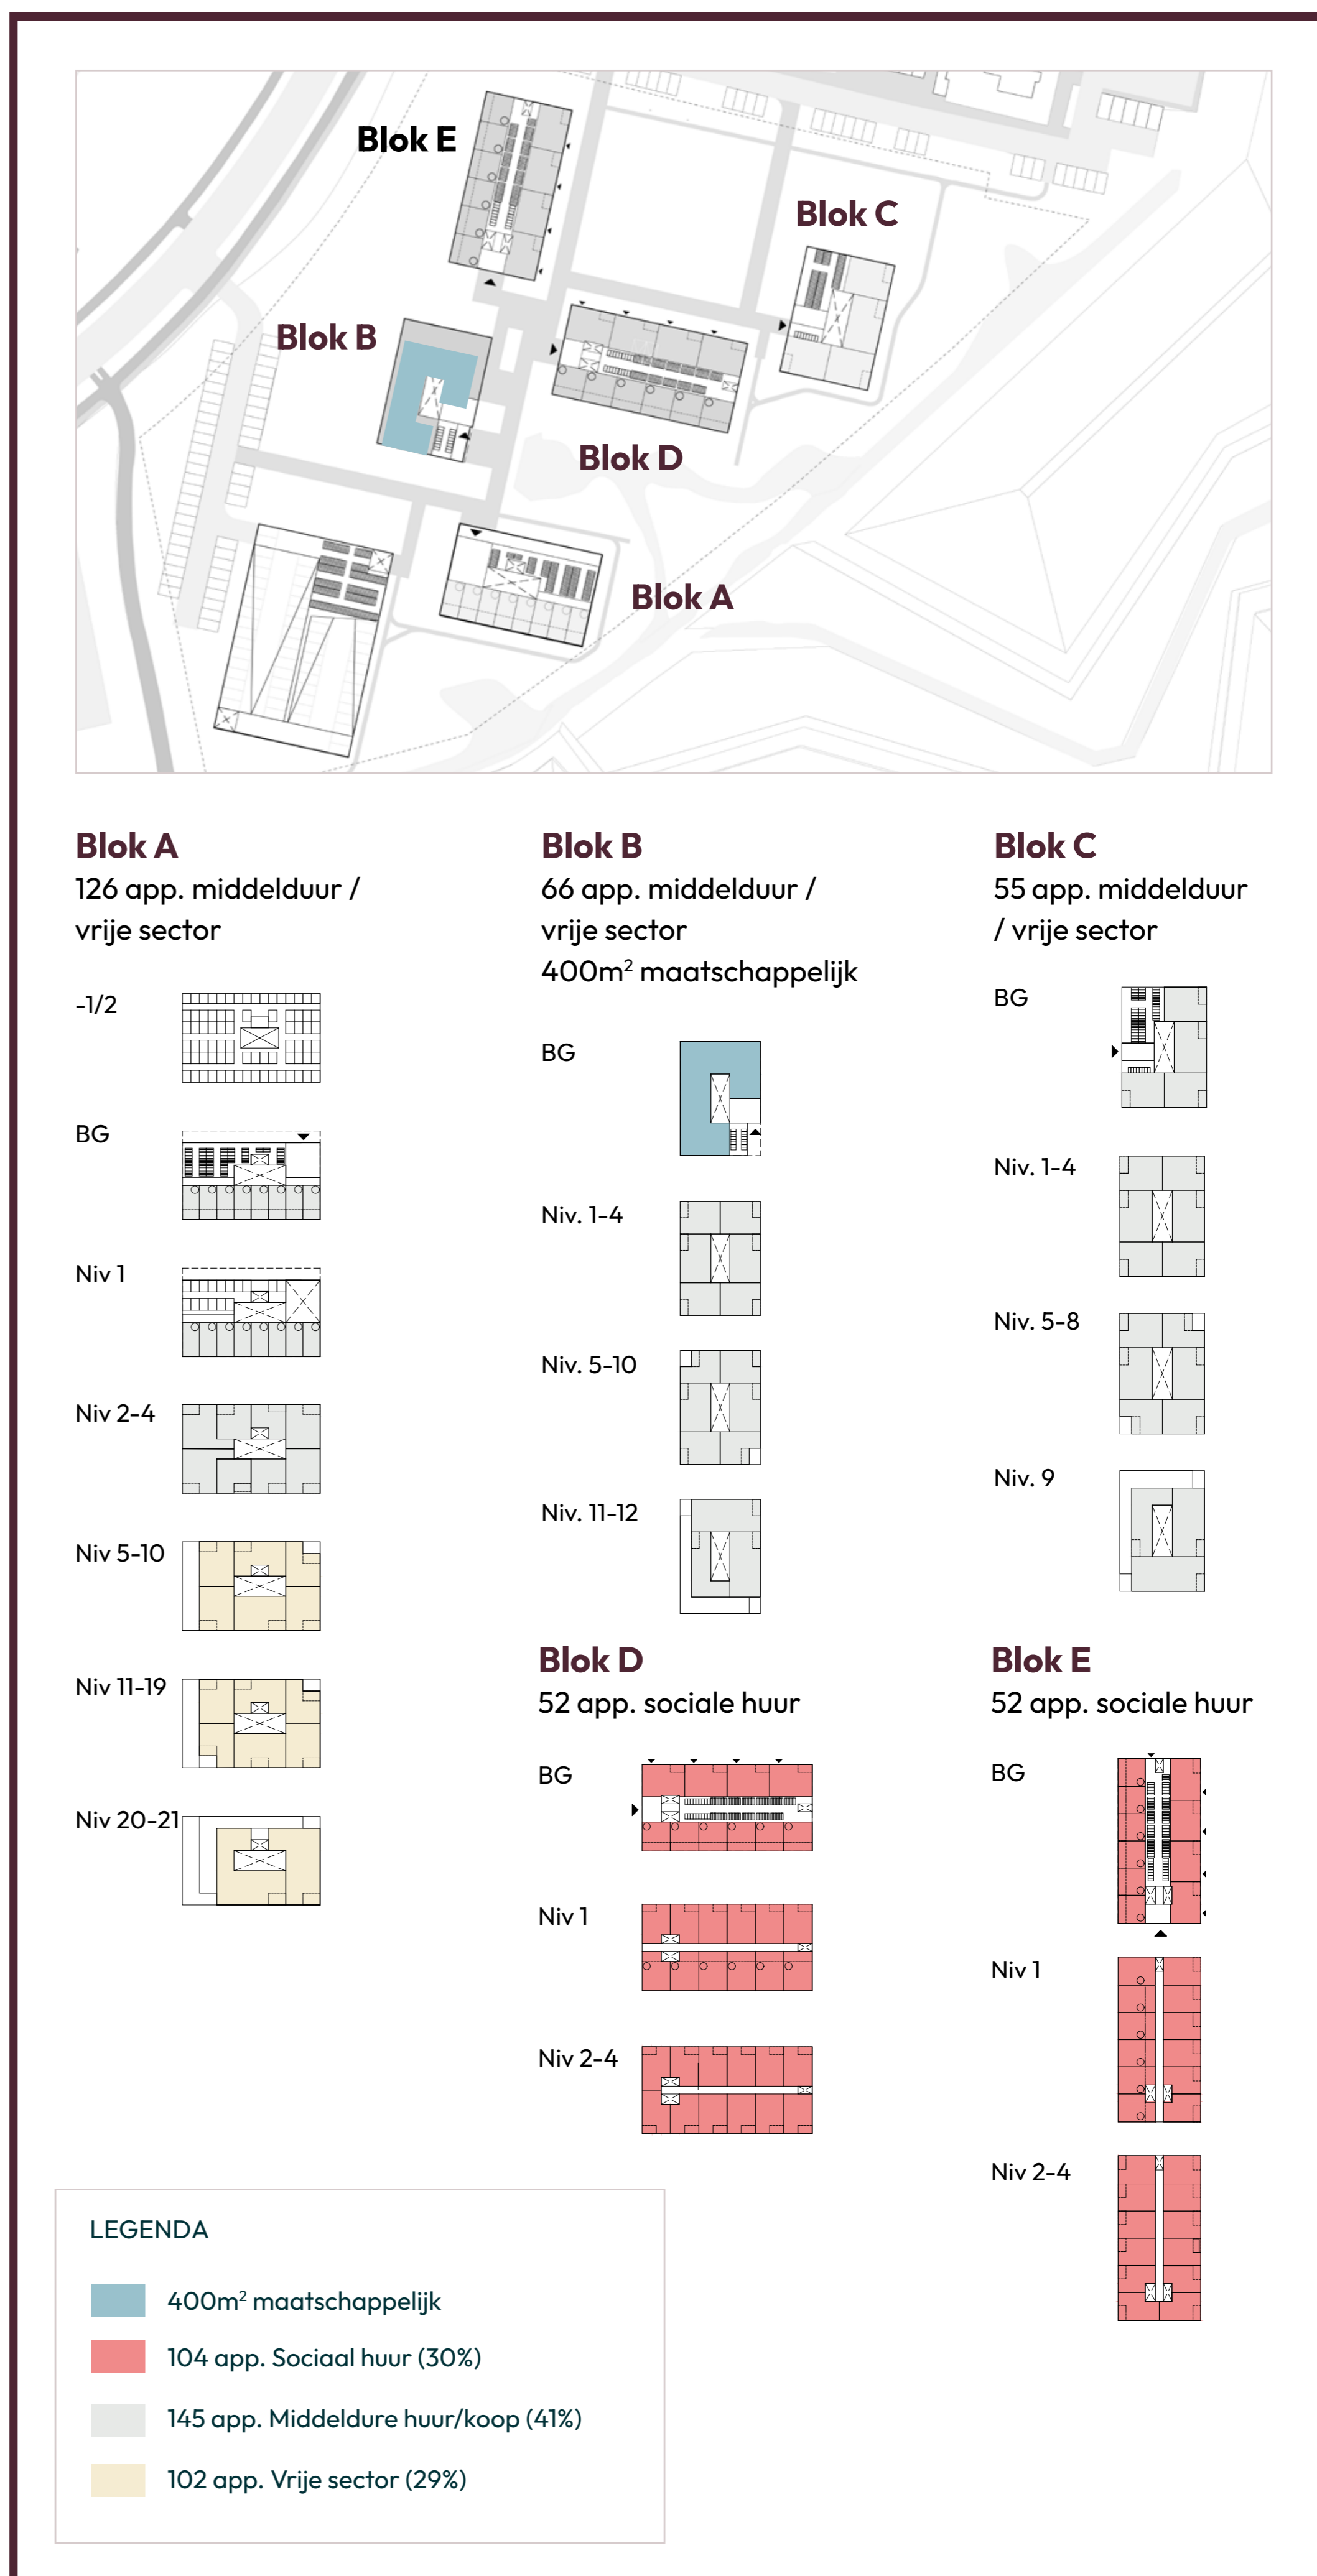 Blok E
Blok C
Blok B
Blok D
Blok A
Blok A
126 app. middelduur /
vrije sector
-1/2
BG
Niv 1
Niv 2-4
Niv 5-10
Niv 11-19
Niv 20-21
Blok B
66 app. middelduur /
vrije sector
400m² maatschappelijk
BG
Niv. 1-4
Niv. 5-10
Niv. 11-12
Blok C
55 app. middelduur
/ vrije sector
BG
Niv. 1-4
Niv. 5-8
Niv. 9
Blok D
52 app. sociale huur
BG
Niv 1
Niv 2-4
Blok E
52 app. sociale huur
BG
Niv 1
Niv 2-4
LEGENDA
400m² maatschappelijk
104 app. Sociaal huur (30%)
145 app. Middeldure huur/koop (41%)
102 app. Vrije sector (29%)